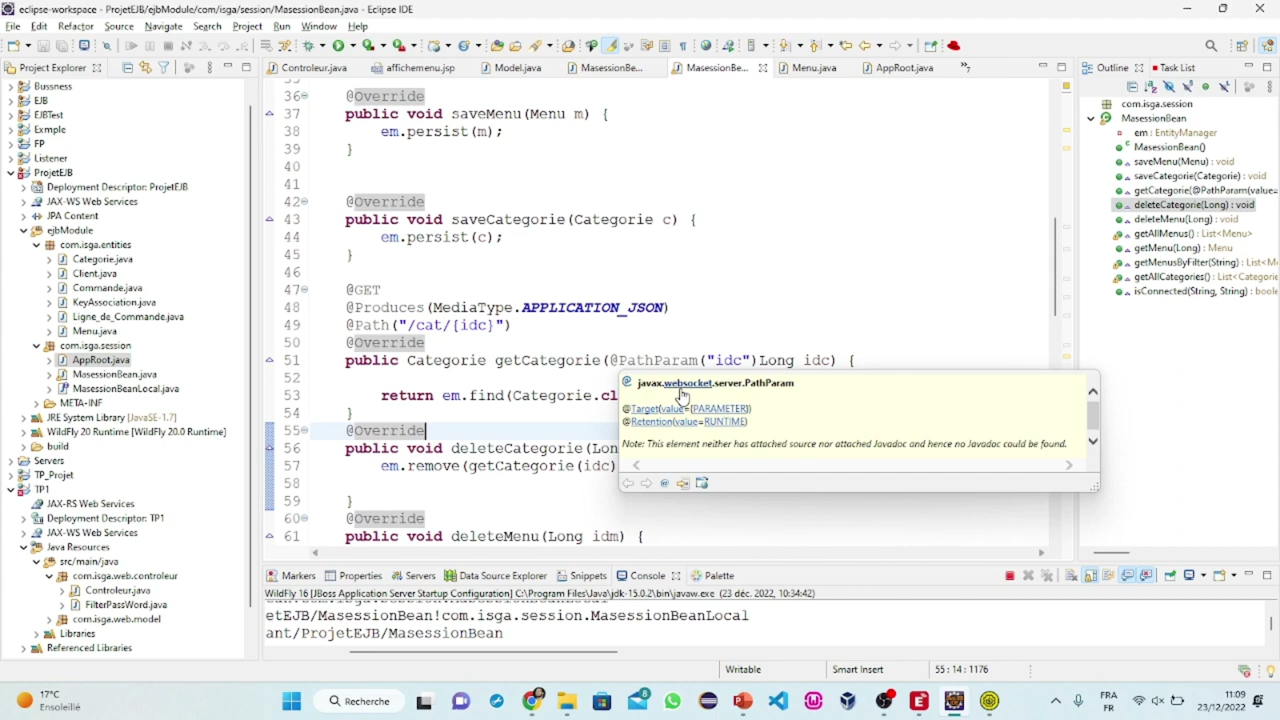 eclipse-workspace - ProjetEJB/ejbModule/com/isga/session/MasessionBean.java - Eclipse IDE
File Edit Refactor Source Navigate Search Project Run Window Help
Project Explorer
Controleur.java affichemenu.jsp Model.java MasessionBe... MasessionBe... Menu.java AppRoot.java
Outline Task List
Bussness
EJB
EJBTest
Exmple
FP
Listener
ProjetEJB
Deployment Descriptor: ProjetEJB
JAX-WS Web Services
JPA Content
ejbModule
com.isga.entities
Categorie.java
Client.java
Commande.java
KeyAssociation.java
Ligne_de_Commande.java
Menu.java
com.isga.session
AppRoot.java
MasessionBean.java
MasessionBeanLocal.java
META-INF
JRE System Library [JavaSE-1.7]
WildFly 20 Runtime [WildFly 20.0 Runtime]
build
Servers
TP_Projet
TP1
JAX-RS Web Services
Deployment Descriptor: TP1
JAX-WS Web Services
Java Resources
src/main/java
com.isga.web.controleur
Controleur.java
FilterPassWord.java
com.isga.web.model
Libraries
Referenced Libraries
36 @Override
37 public void saveMenu(Menu m) {
38 em.persist(m);
39 }
40
41
42 @Override
43 public void saveCategorie(Categorie c) {
44 em.persist(c);
45 }
46
47 @GET
48 @Produces(MediaType.APPLICATION_JSON)
49 @Path("/cat/{idc}")
50 @Override
51 public Categorie getCategorie(@PathParam("idc")Long idc) {
52
53 return em.find(Categorie.cl
54 }
55 @Override
56 public void deleteCategorie(Lon
57 em.remove(getCategorie(idc)
58
59 }
60 @Override
61 public void deleteMenu(Long idm) {
javax.websocket.server.PathParam
@Target(value={PARAMETER})
@Retention(value=RUNTIME)
Note: This element neither has attached source nor attached Javadoc and hence no Javadoc could be found.
com.isga.session
MasessionBean
em : EntityManager
MasessionBean()
saveMenu(Menu) : void
saveCategorie(Categorie) : void
getCategorie(@PathParam(value=
deleteCategorie(Long) : void
deleteMenu(Long) : void
getAllMenus() : List<Menu>
getMenu(Long) : Menu
getMenusByFilter(String) : List<M
getAllCategories() : List<Categorie
isConnected(String, String) : boole
Markers Properties Servers Data Source Explorer Snippets Console Palette
WildFly 16 [JBoss Application Server Startup Configuration] C:\Program Files\Java\jdk-15.0.2\bin\javaw.exe (23 déc. 2022, 10:34:42)
etEJB/MasessionBean!com.isga.session.MasessionBeanLocal
ant/ProjetEJB/MasessionBean
Writable Smart Insert 55 : 14 : 1176
17°C
Ensoleillé
Recherche
8
FRA
FR
11:09
23/12/2022